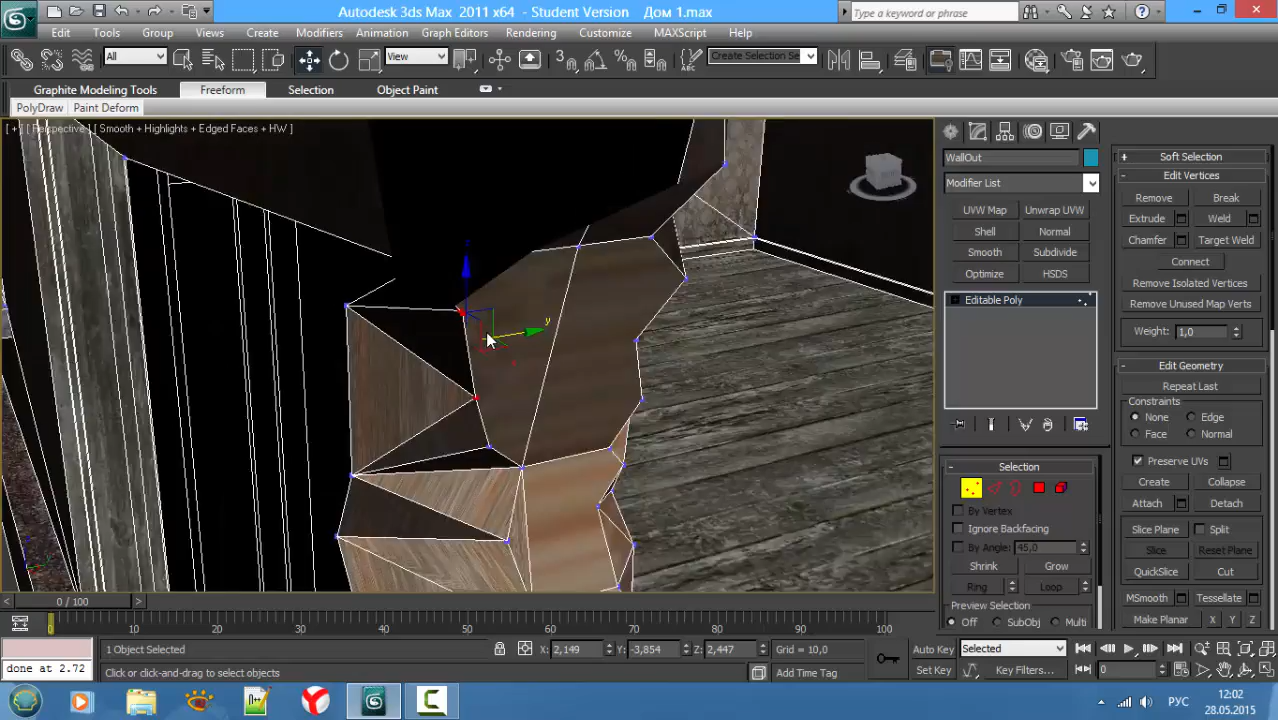 Autodesk 3ds Max 2011 x64 - Student Version Дом 1.max
Type a keyword or phrase
Edit Tools Group Views Create Modifiers Animation Graph Editors Rendering Customize MAXScript Help
All
View
Create Selection Se
Graphite Modeling Tools Freeform Selection Object Paint
PolyDraw Paint Deform
[ + ] [ Perspective ] [ Smooth + Highlights + Edged Faces + HW ]
y
WallOut
Modifier List
UVW Map Unwrap UVW
Shell Normal
Smooth Subdivide
Optimize HSDS
Editable Poly
Selection
By Vertex
Ignore Backfacing
By Angle: 45,0
Shrink Grow
Ring Loop
Preview Selection
Off SubObj Multi
Soft Selection
Edit Vertices
Remove Break
Extrude Weld
Chamfer Target Weld
Connect
Remove Isolated Vertices
Remove Unused Map Verts
Weight: 1,0
Edit Geometry
Repeat Last
Constraints
None Edge
Face Normal
Preserve UVs
Create Collapse
Attach Detach
Slice Plane Split
Slice Reset Plane
QuickSlice Cut
MSmooth Tessellate
Make Planar X Y Z
0 / 100
0 10 20 30 40 50 60 70 80 90 100
1 Object Selected
X: 2,149 Y: -3,854 Z: 2,447 Grid = 10,0
Auto Key Selected
done at 2.72
Click or click-and-drag to select objects
Add Time Tag
Set Key Key Filters... 0
РУС
12:02
28.05.2015